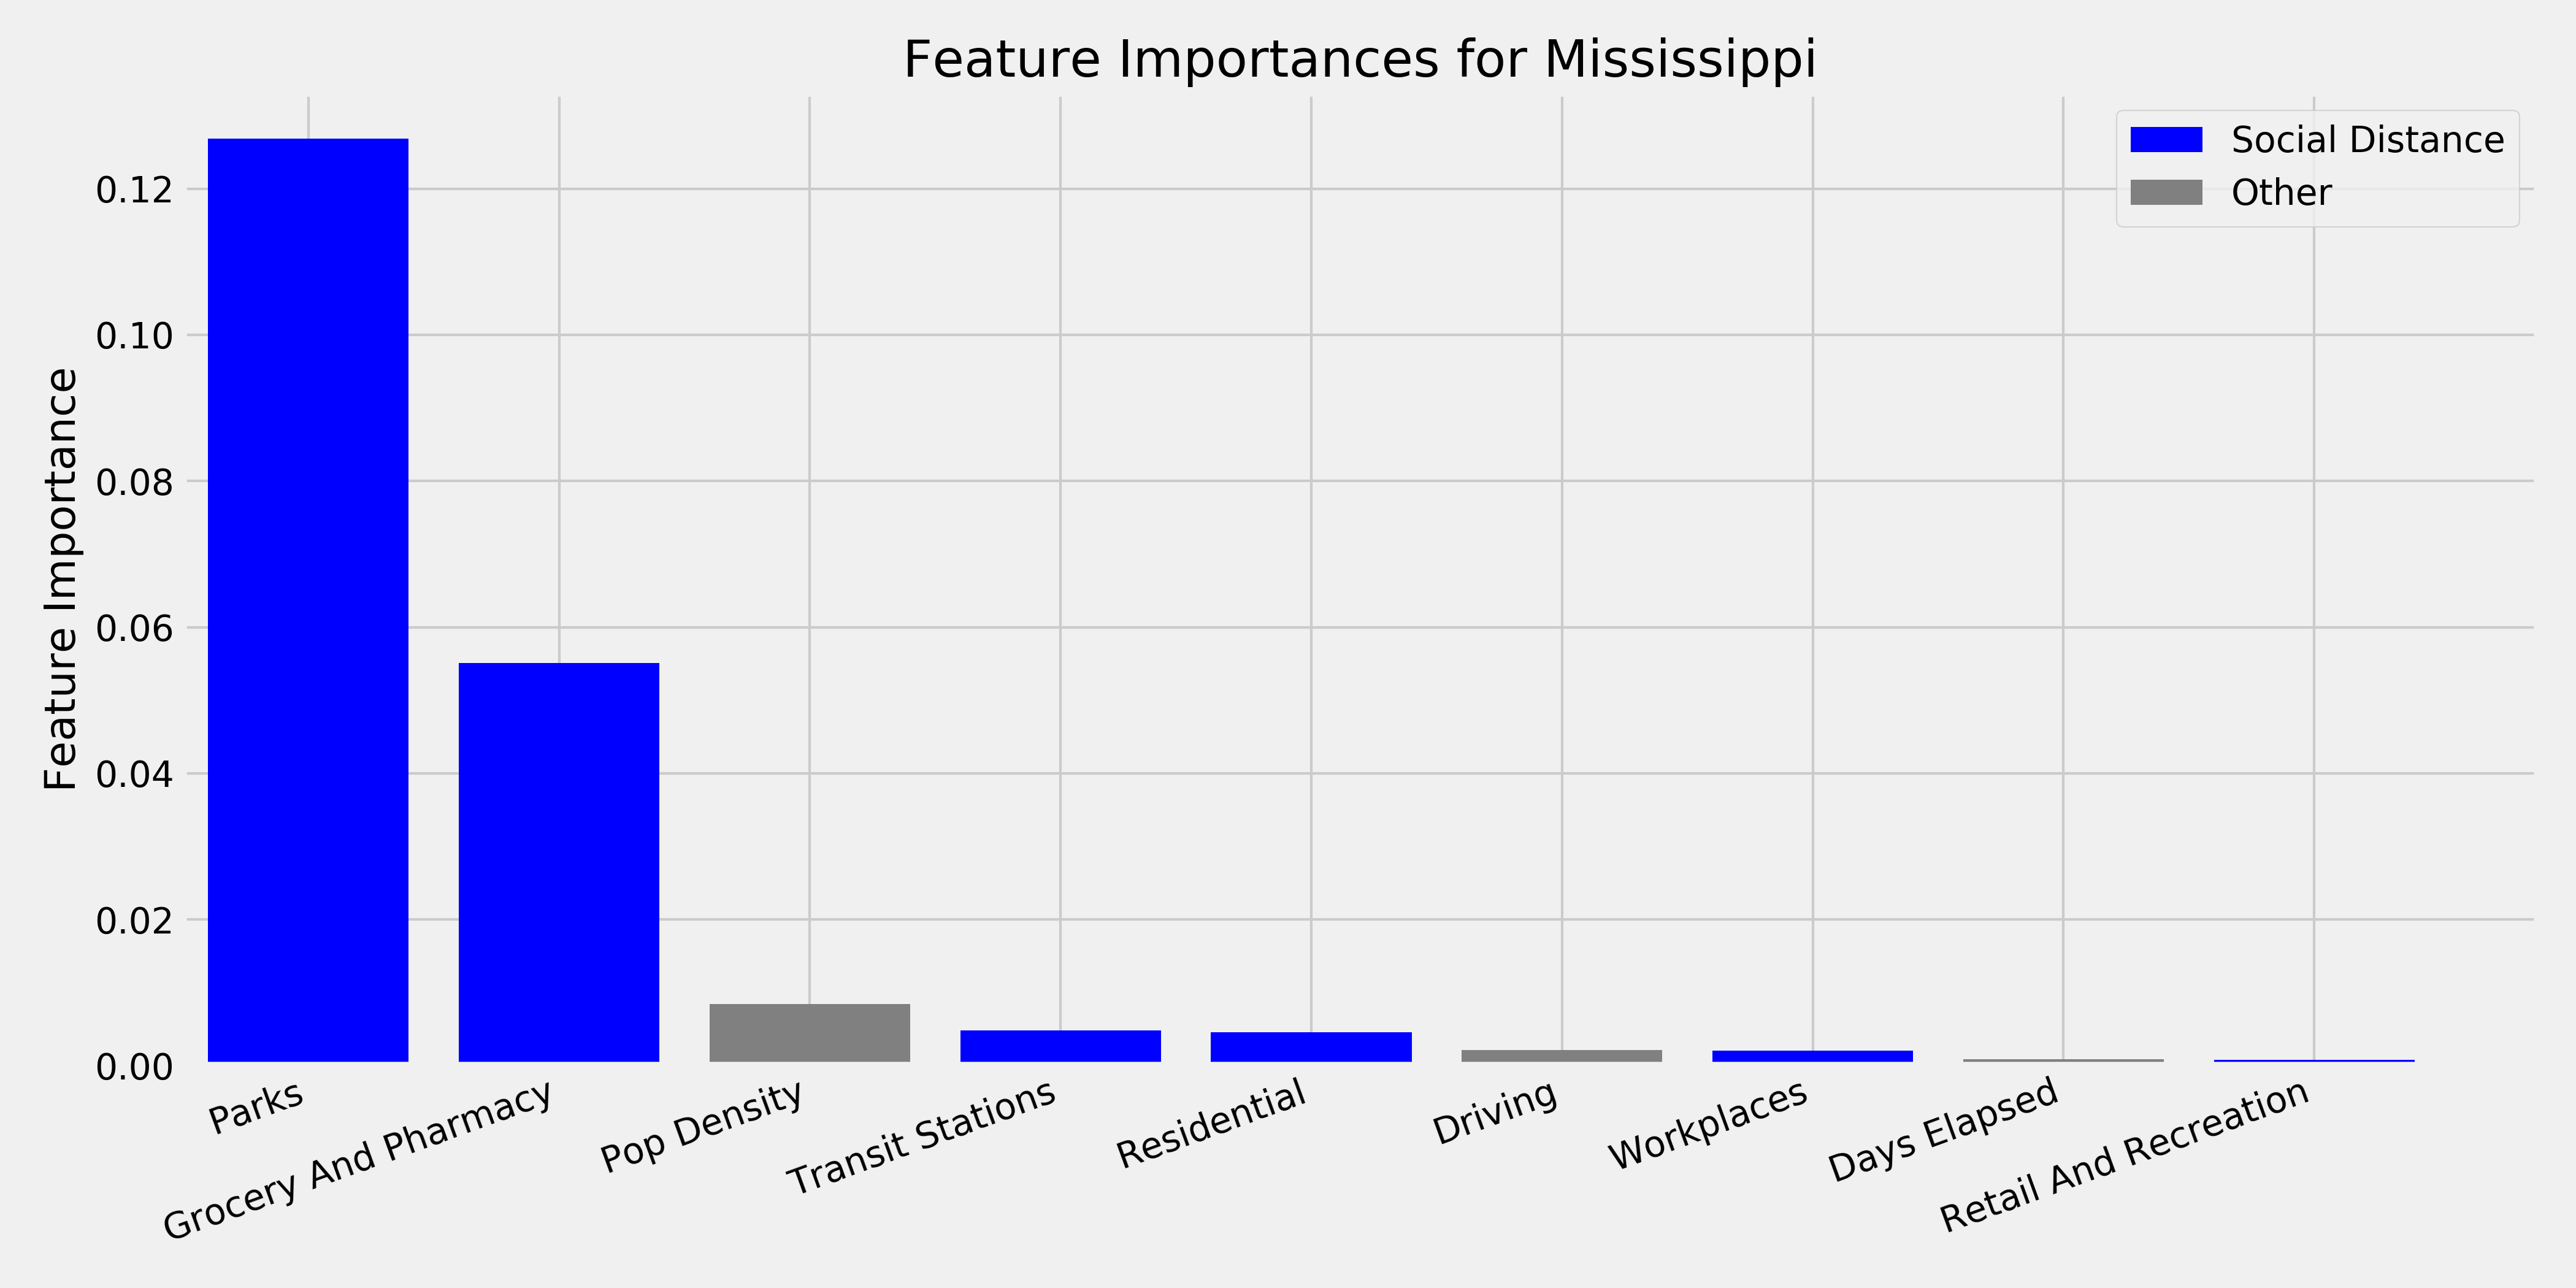 Feature Importances for Mississippi
Social Distance
Other
Feature Importance
0.12
0.10
0.08
0.06
0.04
0.02
0.00
Parks
Grocery And Pharmacy
Pop Density
Transit Stations
Residential
Driving
Workplaces
Days Elapsed
Retail And Recreation